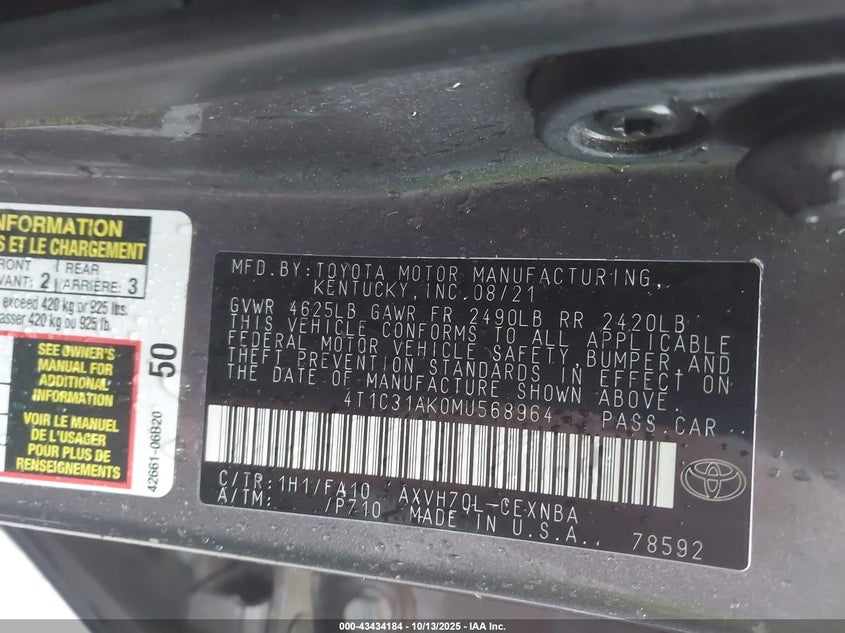 NFORMATION
S ET LE CHARGEMENT
RONT 1 REAR
VANT: 2 ARRIÈRE: 3
exceed 420 kg or 925 lbs.
asser 420 kg ou 925 lb.
SEE OWNER'S
MANUAL FOR
ADDITIONAL
INFORMATION
VOIR LE MANUEL
DE L'USAGER
POUR PLUS DE
RENSEIGNEMENTS
50
42661-06B20
MFD.BY:TOYOTA MOTOR MANUFACTURING,
KENTUCKY,INC.08/21
GVWR 4625LB GAWR FR 2490LB RR 2420LB
THIS VEHICLE CONFORMS TO ALL APPLICABLE
FEDERAL MOTOR VEHICLE SAFETY,BUMPER,AND
THEFT PREVENTION STANDARDS IN EFFECT ON
THE DATE OF MANUFACTURE SHOWN ABOVE.
4T1C31AK0MU568964 PASS CAR
C/TR:1H1/FA10 AXVH70L-CEXNBA
A/TM: /P710 MADE IN U.S.A. 78592
000-43434184 - 10/13/2025 - IAA Inc.